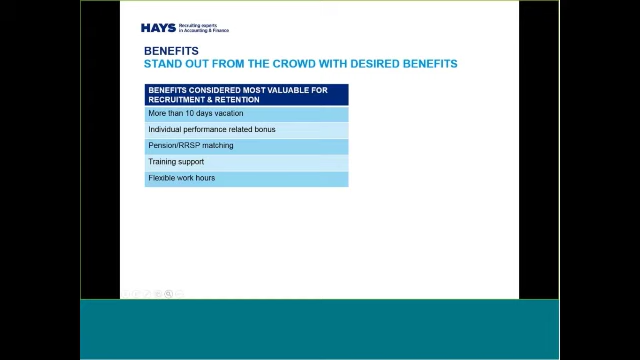 HAYS Recruiting experts
in Accounting & Finance
BENEFITS
STAND OUT FROM THE CROWD WITH DESIRED BENEFITS
BENEFITS CONSIDERED MOST VALUABLE FOR
RECRUITMENT & RETENTION
More than 10 days vacation
Individual performance related bonus
Pension/RRSP matching
Training support
Flexible work hours